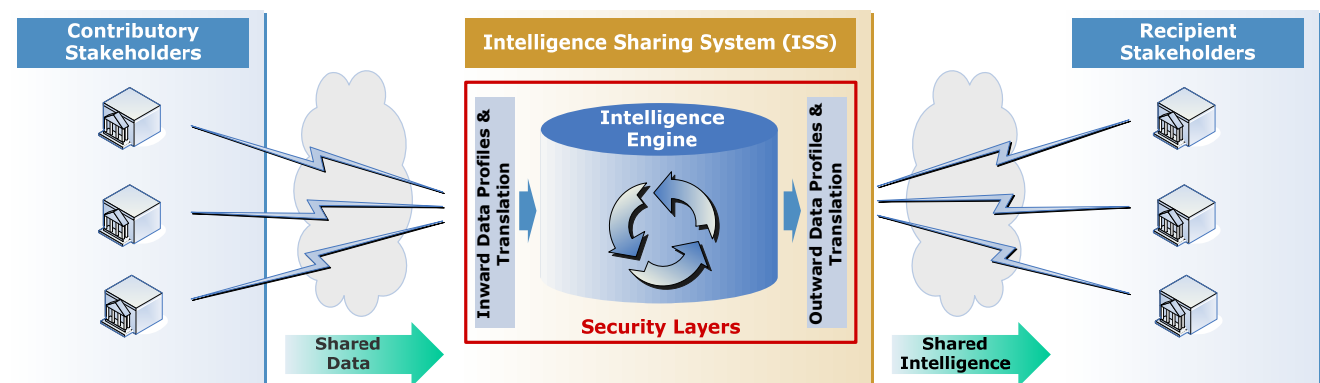 Contributory
Stakeholders
Intelligence Sharing System (ISS)
Recipient
Stakeholders
Inward Data Profiles &
Translation
Intelligence
Engine
Outward Data Profiles &
Translation
Security Layers
Shared
Data
Shared
Intelligence